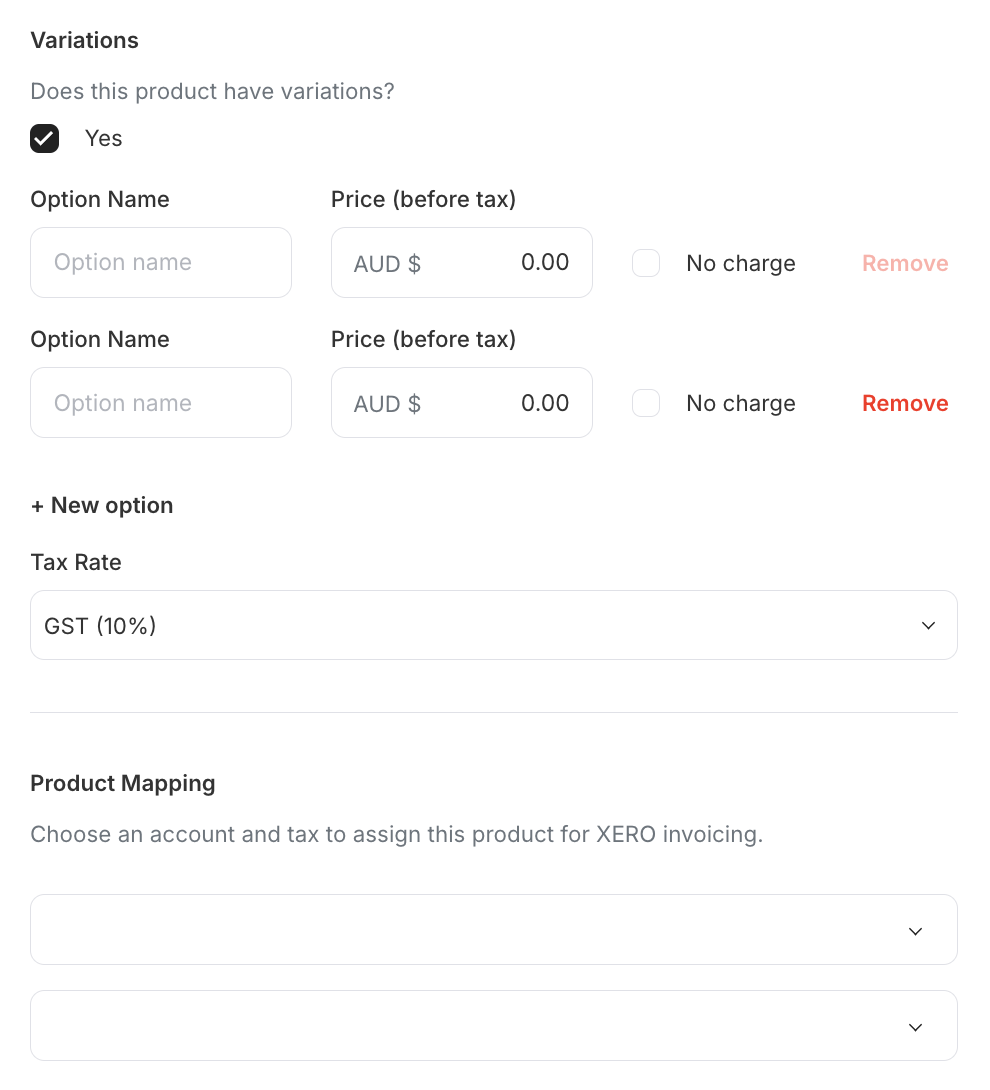 Variations
Does this product have variations?
Yes
Option Name Price (before tax)
Option name AUD $ 0.00 No charge Remove
Option Name Price (before tax)
Option name AUD $ 0.00 No charge Remove
+ New option
Tax Rate
GST (10%)
Product Mapping
Choose an account and tax to assign this product for XERO invoicing.